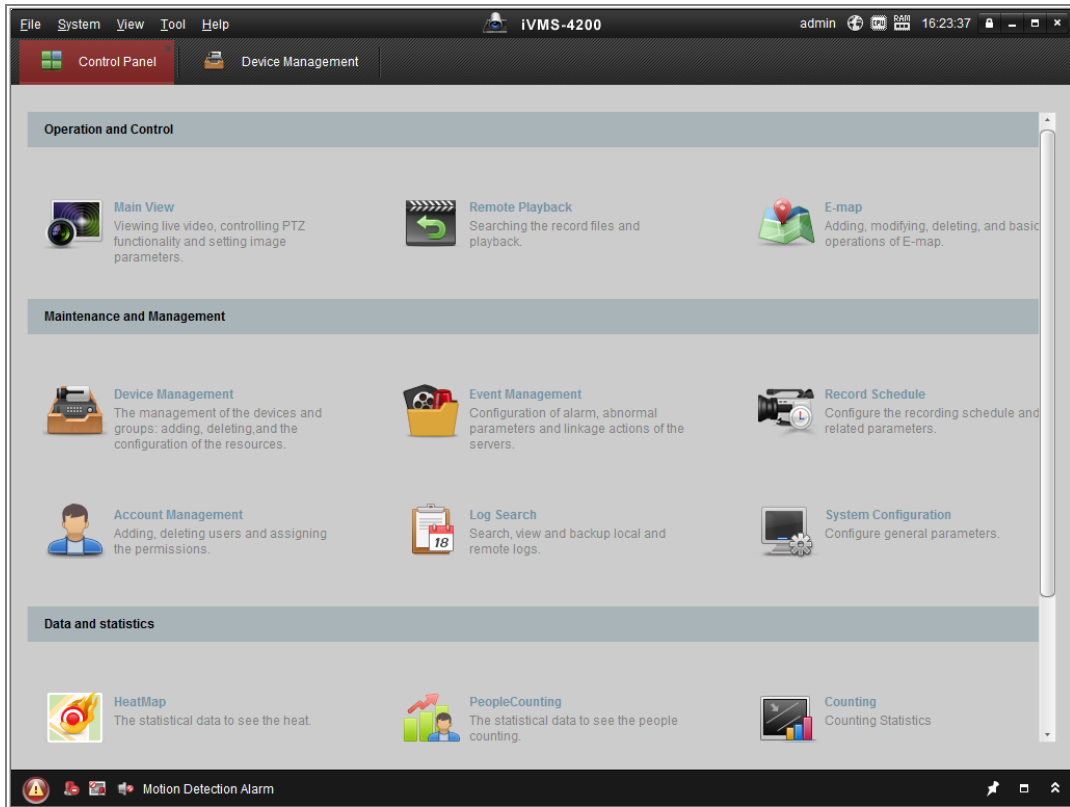 File System View Tool Help iVMS-4200 admin CPU RAM 16:23:37
Control Panel Device Management
Operation and Control
Main View
Viewing live video, controlling PTZ
functionality and setting image
parameters.
Remote Playback
Searching the record files and
playback.
E-map
Adding, modifying, deleting, and basic
operations of E-map.
Maintenance and Management
Device Management
The management of the devices and
groups: adding, deleting,and the
configuration of the resources.
Event Management
Configuration of alarm, abnormal
parameters and linkage actions of the
servers.
Record Schedule
Configure the recording schedule and
related parameters.
Account Management
Adding, deleting users and assigning
the permissions.
Log Search
Search, view and backup local and
remote logs.
18
System Configuration
Configure general parameters.
Data and statistics
HeatMap
The statistical data to see the heat.
PeopleCounting
The statistical data to see the people
counting.
Counting
Counting Statistics
Motion Detection Alarm